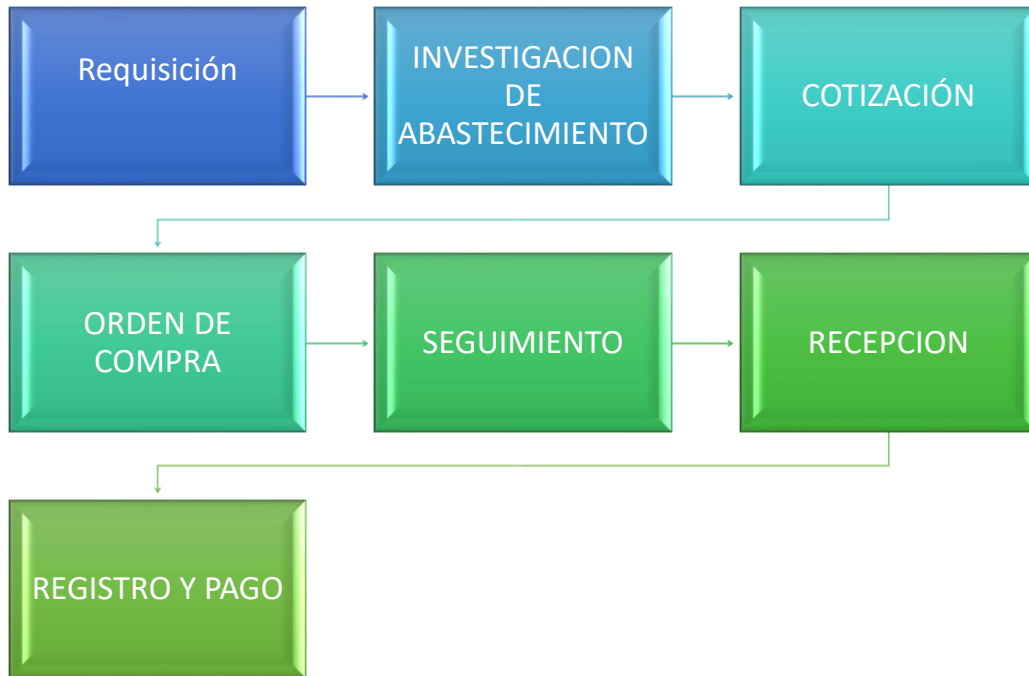 Requisición
INVESTIGACION
DE
ABASTECIMIENTO
COTIZACIÓN
ORDEN DE
COMPRA
SEGUIMIENTO
RECEPCION
REGISTRO Y PAGO